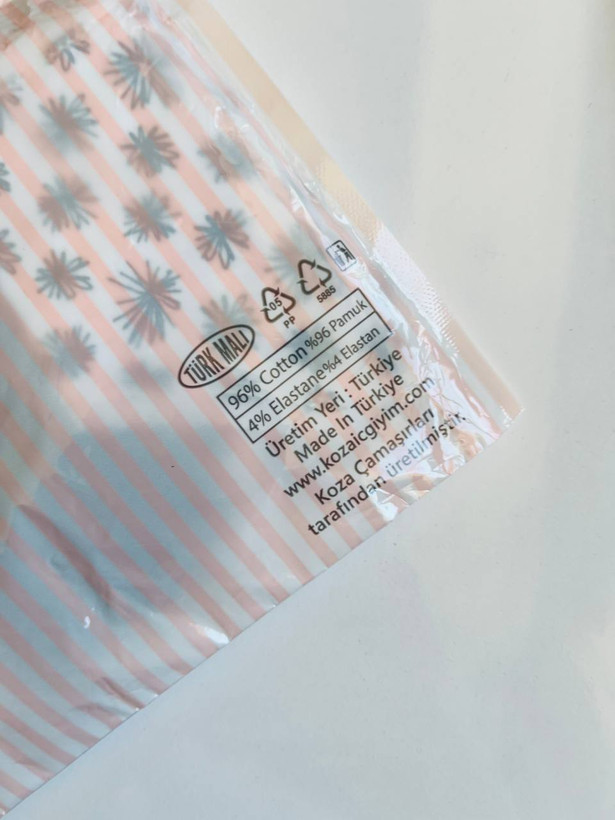 05
PP
5885
TÜRK MALI
96% Cotton %96 Pamuk
4% Elastane %4 Elastan
Üretim Yeri : Türkiye
Made In Türkiye
www.kozaicgiyim.com
Koza Çamaşırları
tarafından üretilmiştir.